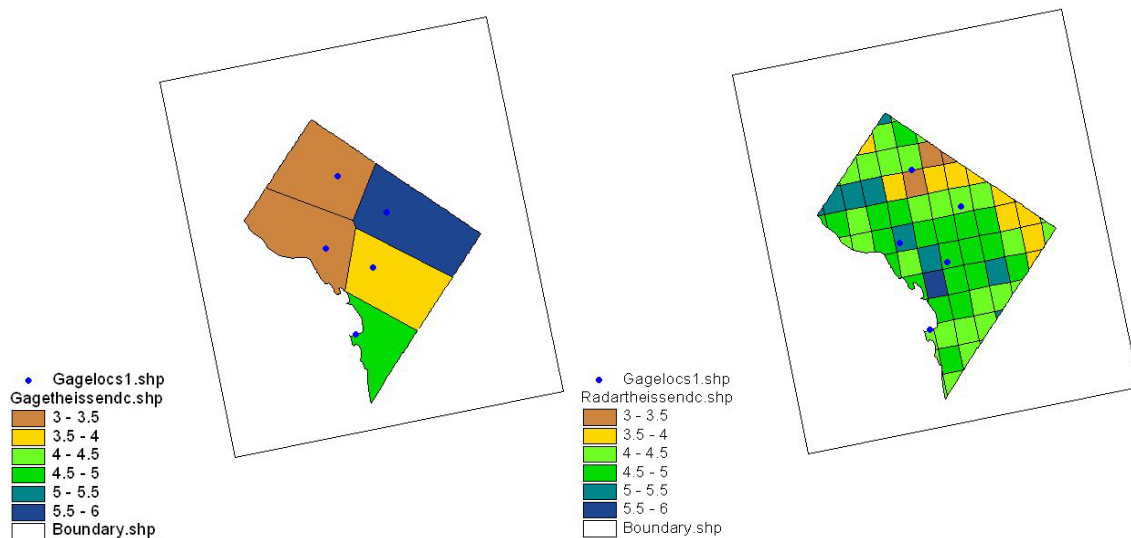 Gagelocs1.shp
Gagetheissendc.shp
3 - 3.5
3.5 - 4
4 - 4.5
4.5 - 5
5 - 5.5
5.5 - 6
Boundary.shp
Gagelocs1.shp
Radartheissendc.shp
3 - 3.5
3.5 - 4
4 - 4.5
4.5 - 5
5 - 5.5
5.5 - 6
Boundary.shp